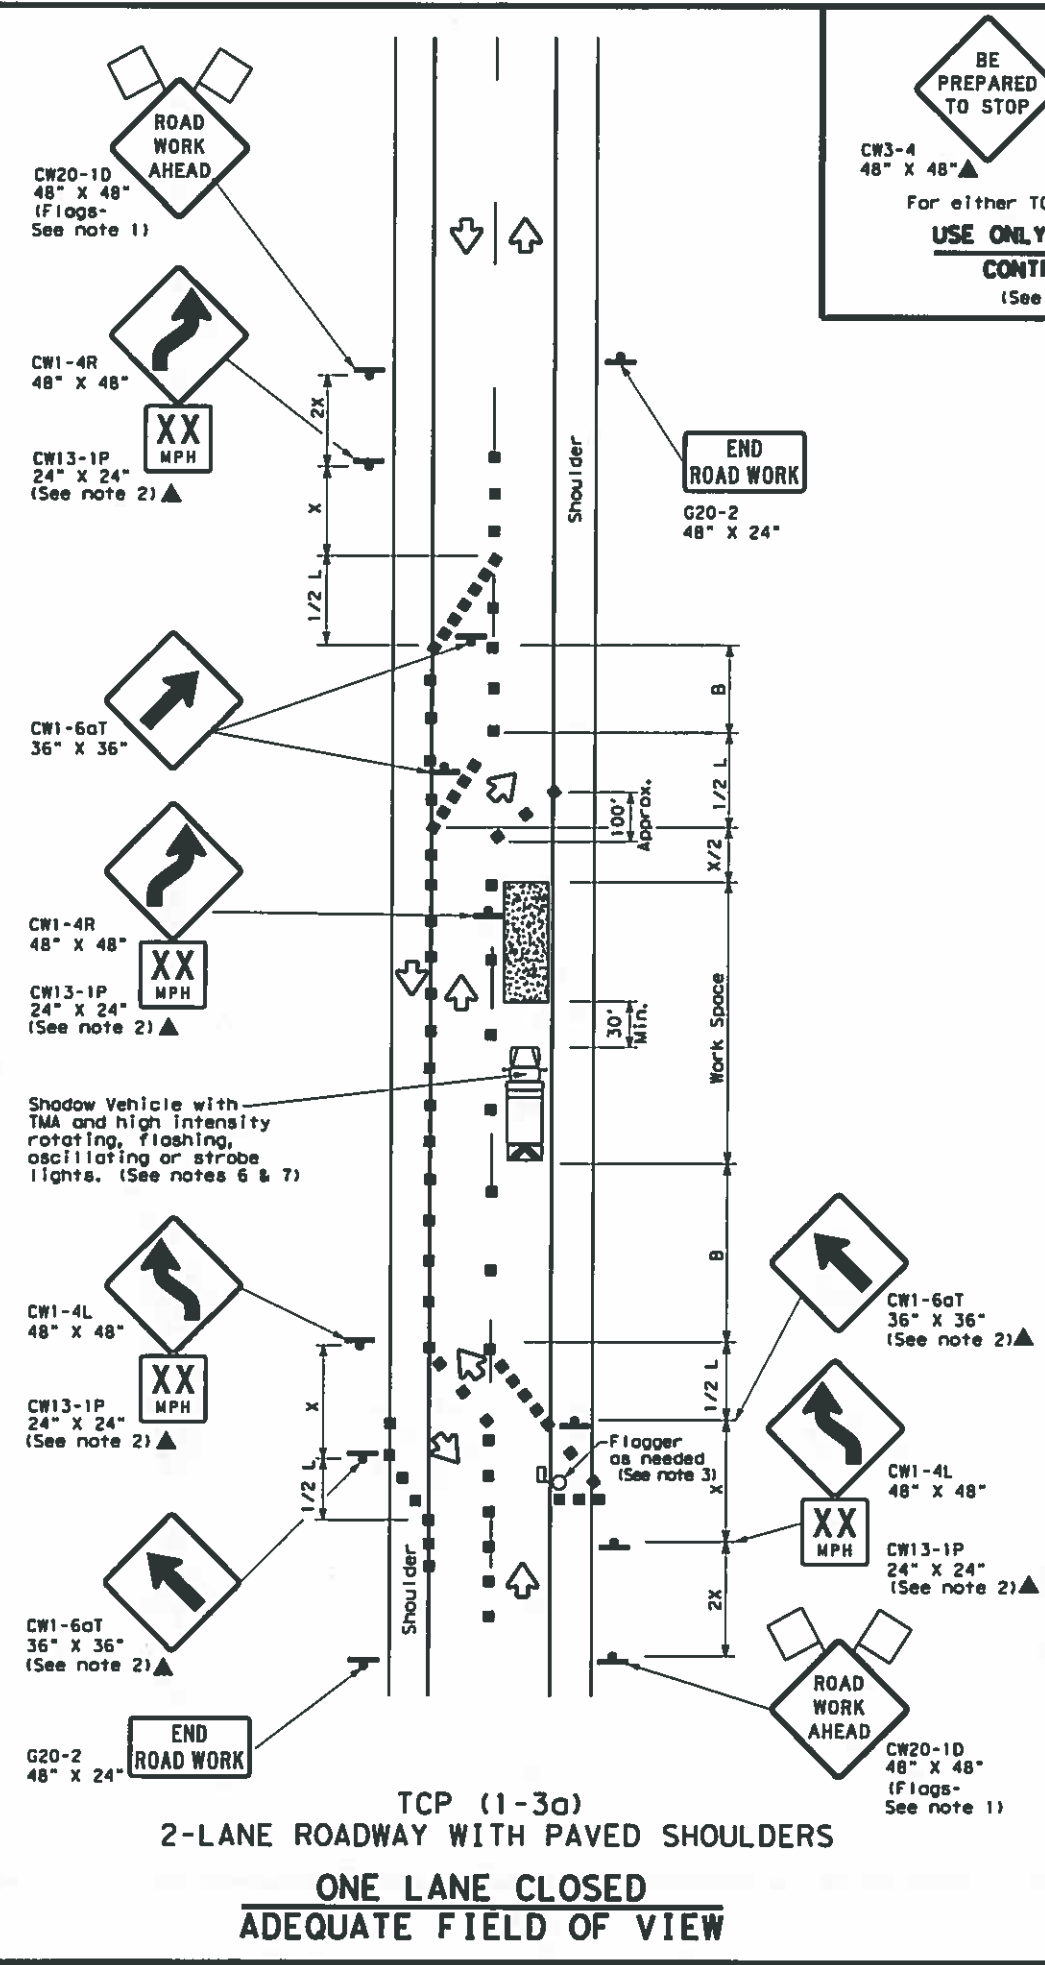 ROAD
WORK
AHEAD
CW20-1D
48" X 48"
(Flags-
See note 1)
BE
PREPARED
TO STOP
CW3-4
48" X 48"
For either
USE ONLY
(See
CW1-4R
48" X 48"
XX
MPH
CW13-1P
24" X 24"
(See note 2)
2X
X
1/2 L
Shoulder
END
ROAD WORK
G20-2
48" X 24"
CW1-6aT
36" X 36"
B
1/2 L
100'
Approx.
X/2
CW1-4R
48" X 48"
XX
MPH
CW13-1P
24" X 24"
(See note 2)
30'
Min.
Work Space
Shadow Vehicle with
TMA and high intensity
rotating, flashing,
oscillating or strobe
lights. (See notes 6 & 7)
B
CW1-4L
48" X 48"
XX
MPH
CW13-1P
24" X 24"
(See note 2)
X
1/2 L
CW1-6aT
36" X 36"
(See note 2)
1/2 L
Flagger
as needed
(See note 3)
X
CW1-4L
48" X 48"
XX
MPH
CW13-1P
24" X 24"
(See note 2)
2X
CW1-6aT
36" X 36"
(See note 2)
Shoulder
END
ROAD WORK
G20-2
48" X 24"
ROAD
WORK
AHEAD
CW20-1D
48" X 48"
(Flags-
See note 1)
TCP (1-3a)
2-LANE ROADWAY WITH PAVED SHOULDERS
ONE LANE CLOSED
ADEQUATE FIELD OF VIEW